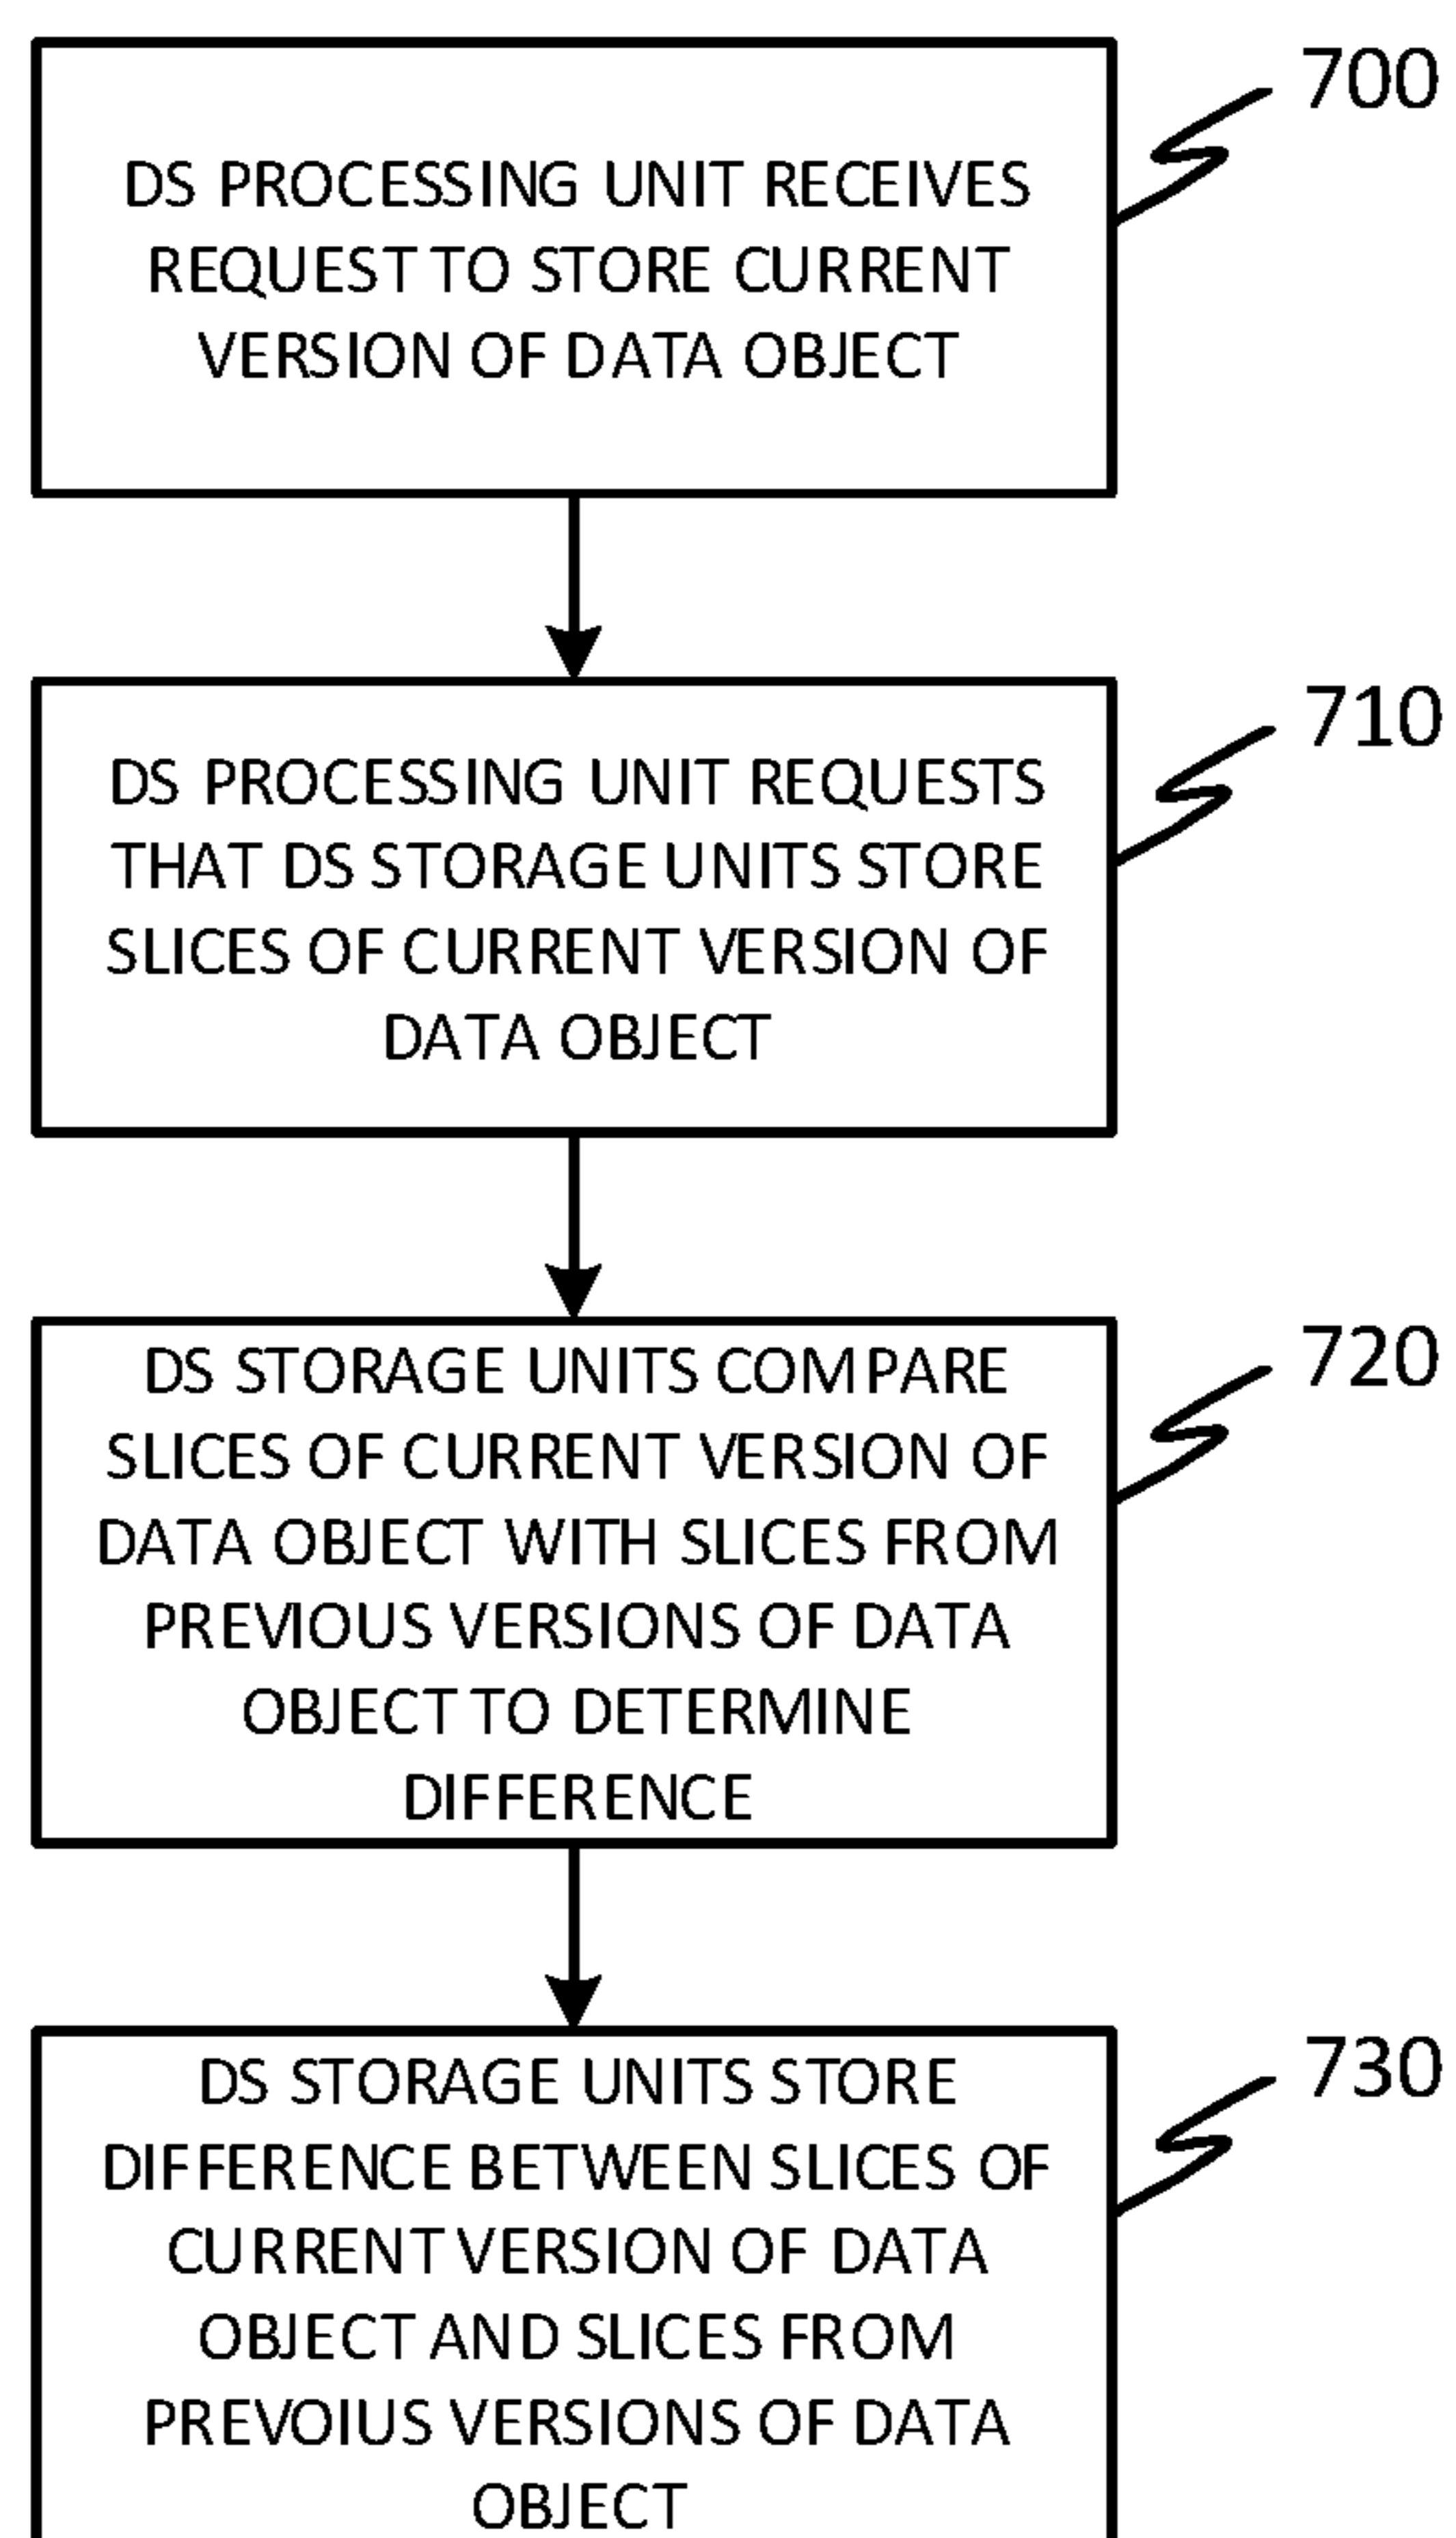 700
DS PROCESSING UNIT RECEIVES
REQUEST TO STORE CURRENT
VERSION OF DATA OBJECT
710
DS PROCESSING UNIT REQUESTS
THAT DS STORAGE UNITS STORE
SLICES OF CURRENT VERSION OF
DATA OBJECT
720
DS STORAGE UNITS COMPARE
SLICES OF CURRENT VERSION OF
DATA OBJECT WITH SLICES FROM
PREVIOUS VERSIONS OF DATA
OBJECT TO DETERMINE
DIFFERENCE
730
DS STORAGE UNITS STORE
DIFFERENCE BETWEEN SLICES OF
CURRENT VERSION OF DATA
OBJECT AND SLICES FROM
PREVOIUS VERSIONS OF DATA
OBJECT